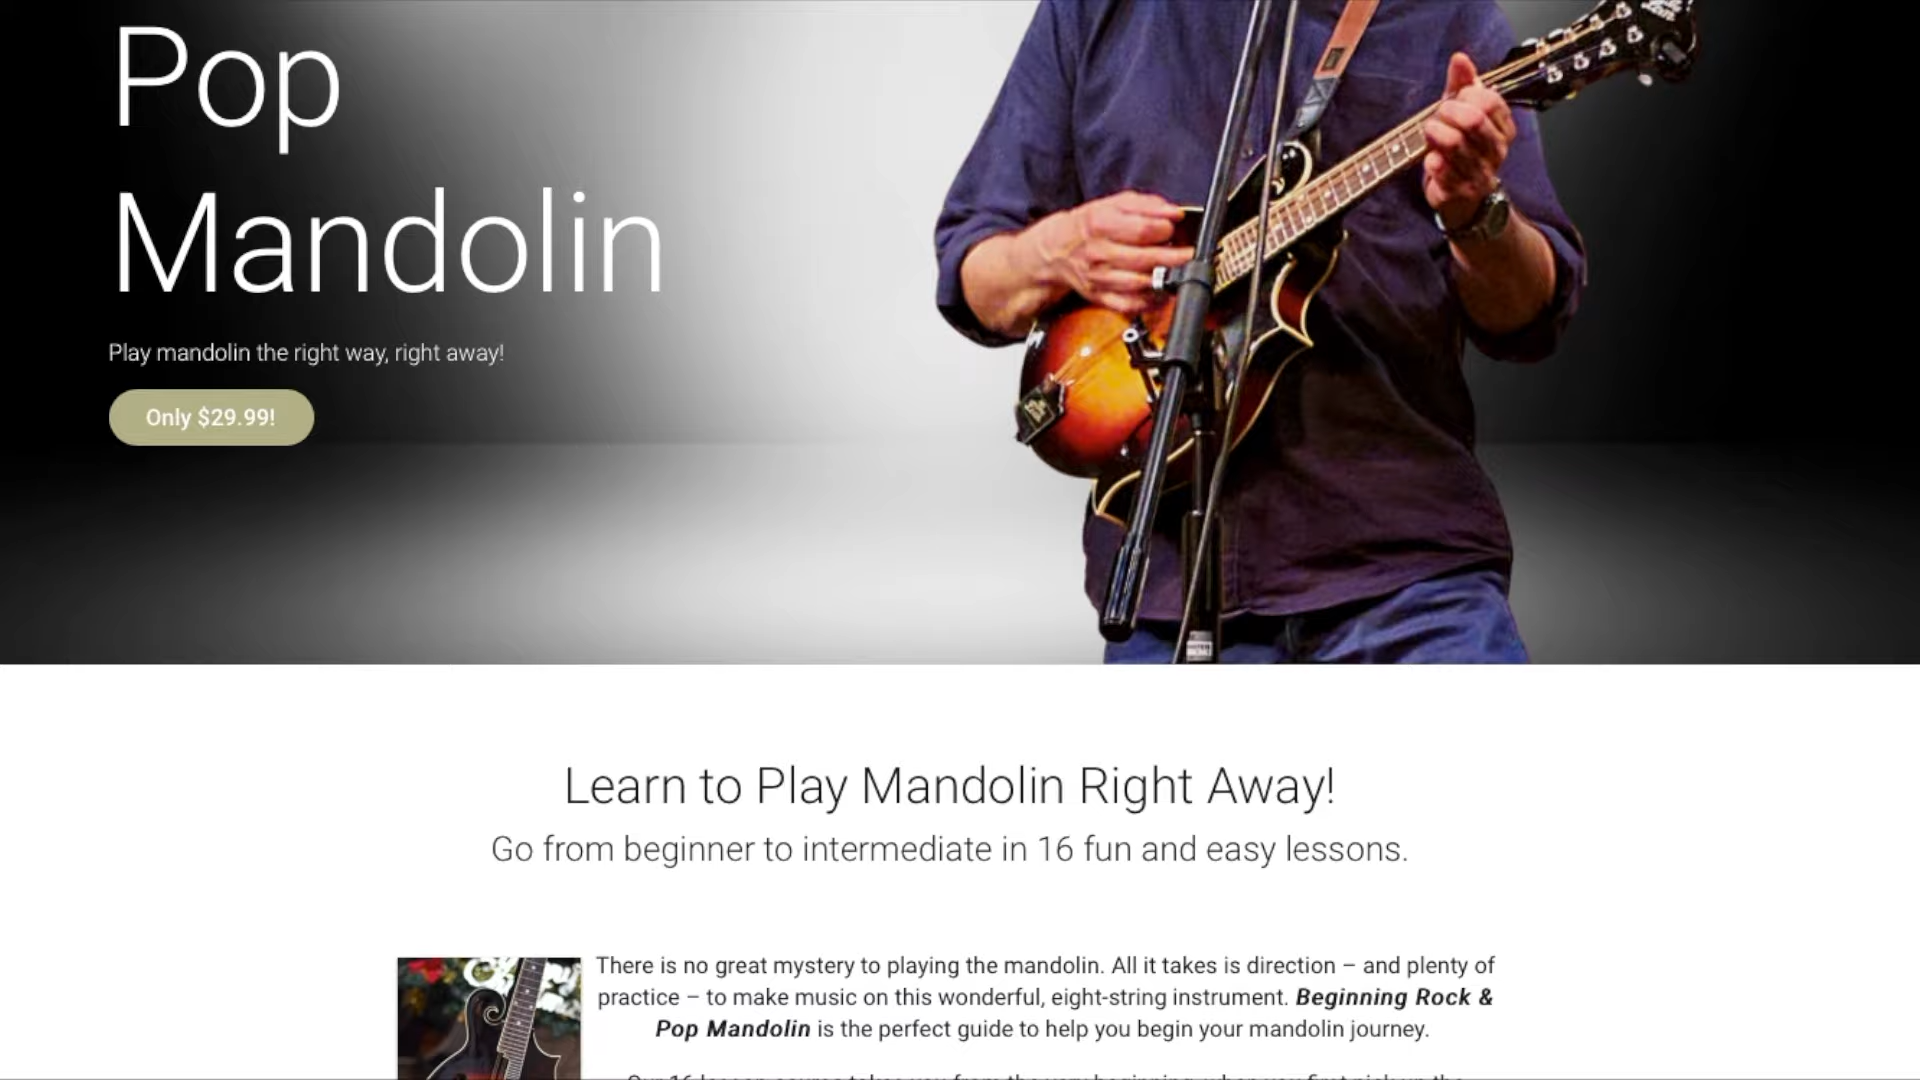 Pop
Mandolin
Play mandolin the right way, right away!
Only $29.99!
Learn to Play Mandolin Right Away!
Go from beginner to intermediate in 16 fun and easy lessons.
There is no great mystery to playing the mandolin. All it takes is direction – and plenty of
practice – to make music on this wonderful, eight-string instrument. Beginning Rock &
Pop Mandolin is the perfect guide to help you begin your mandolin journey.